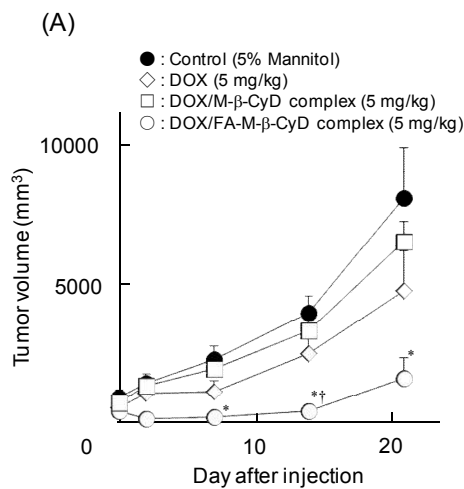 (A)
● : Control (5% Mannitol)
◇ : DOX (5 mg/kg)
□ : DOX/M-β-CyD complex (5 mg/kg)
○ : DOX/FA-M-β-CyD complex (5 mg/kg)
10000
5000
Tumor volume (mm³)
*
*†
*
0 10 20
Day after injection